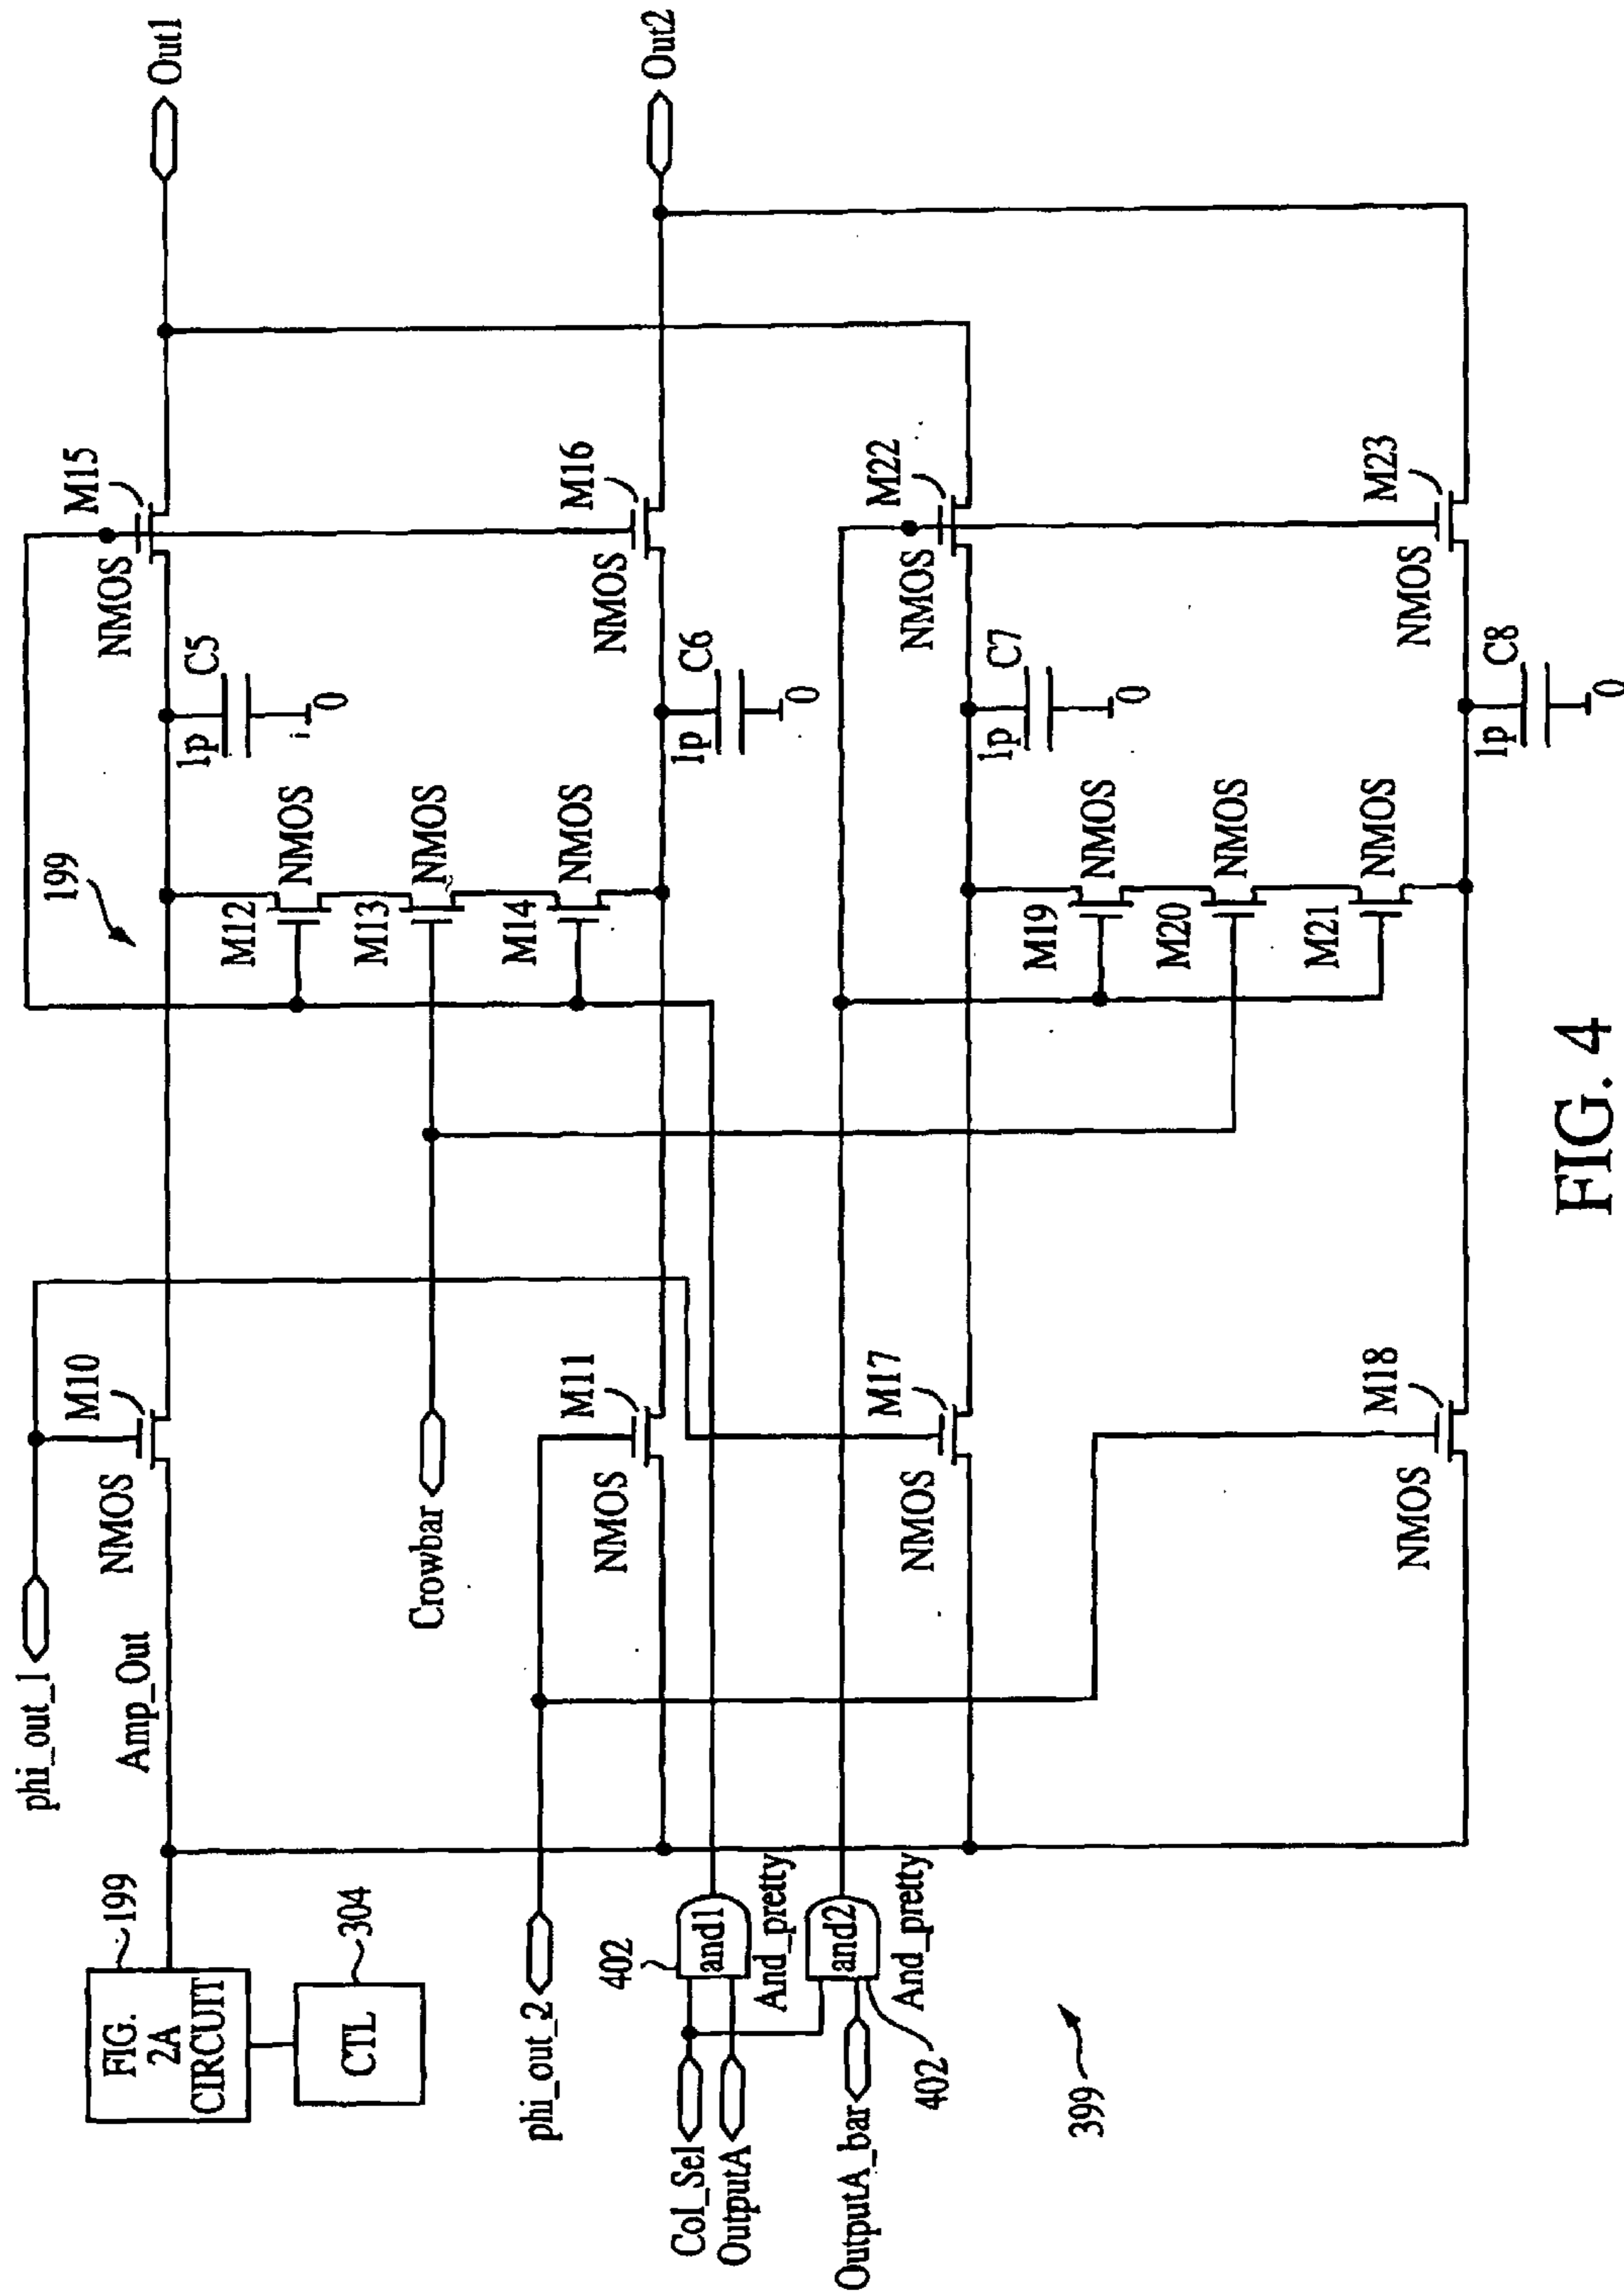 phi_out_1
M10
NMOS
Amp_Out
199
FIG.
2A
CIRCUIT
304
CTL
199
M15
NMOS
Out1
C5
1p
0
M12
NMOS
M13
NMOS
M14
NMOS
Crowbar
phi_out_2
M11
NMOS
C6
1p
0
M16
NMOS
Out2
402
and1
And_pretty
Col_Sel
OutputA
and2
And_pretty
OutputA_bar
402
M17
NMOS
M19
NMOS
M20
NMOS
M21
NMOS
C7
1p
0
M22
NMOS
M18
NMOS
C8
1p
0
M23
NMOS
399
FIG. 4